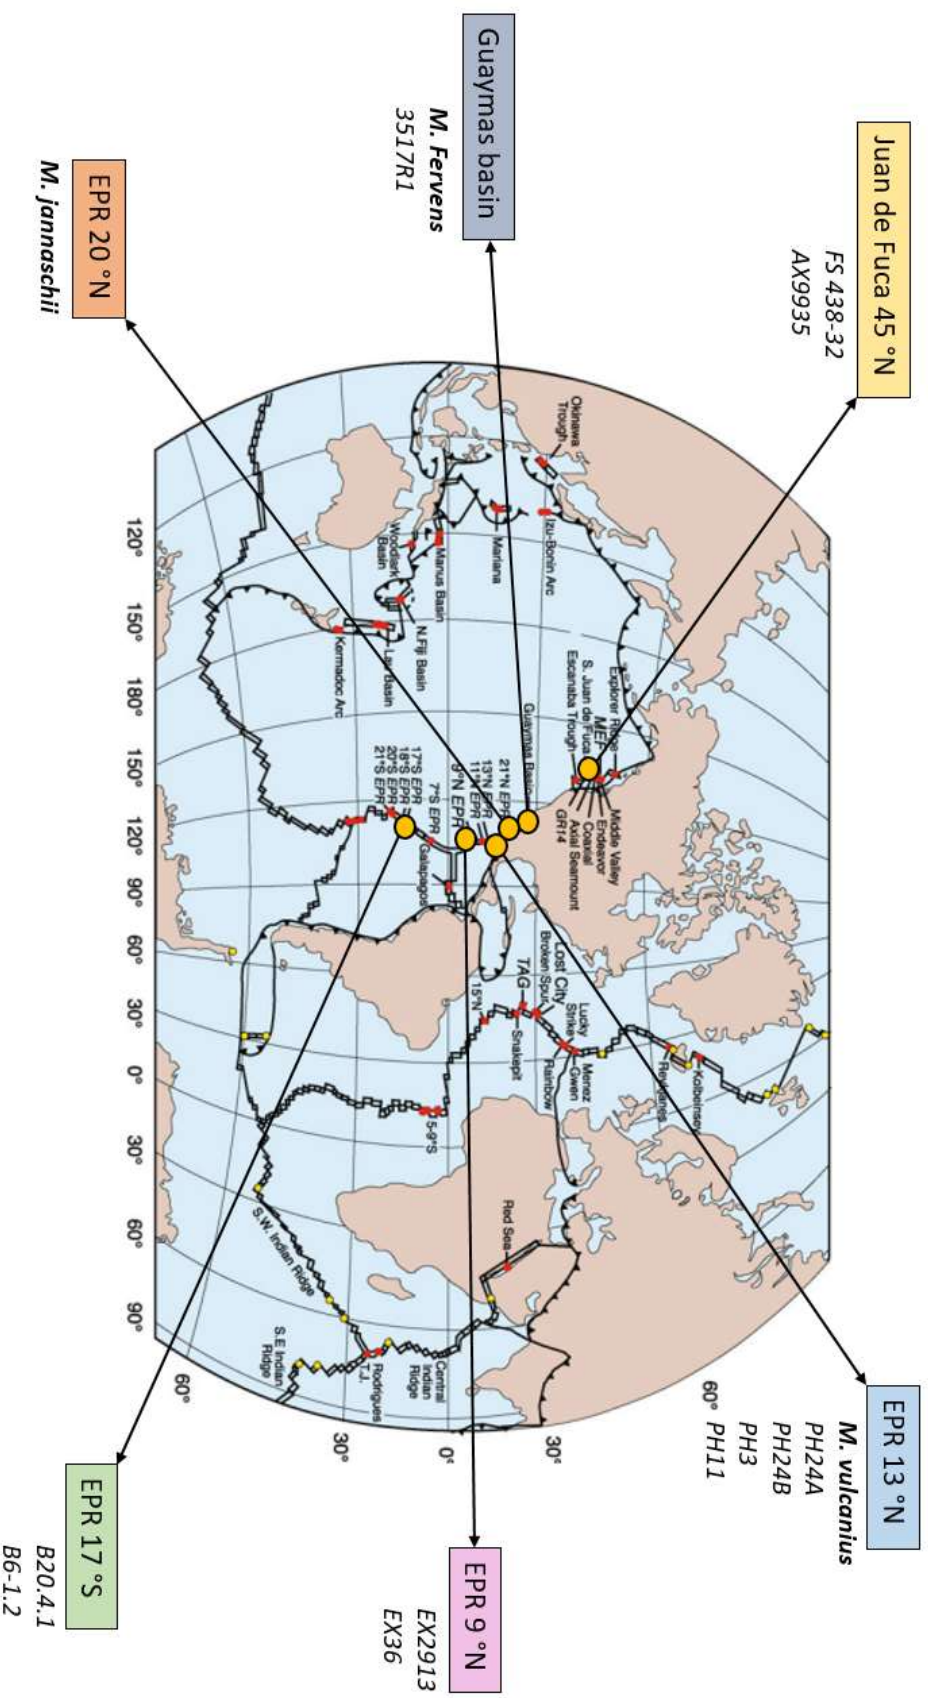 Juan de Fuca 45 °N
FS 438-32
AX9935
Guaymas basin
M. Fervens
3517R1
EPR 20 °N
M. jannaschii
EPR 13 °N
M. vulcanius
PH24A
PH24B
PH3
PH11
EPR 9 °N
EX2913
EX36
EPR 17 °S
B20.4.1
B6-1.2
Okinawa
Trough
Izu-Bonin Arc
Mariana
Manus Basin
Woodlark
Basin
N.Fiji Basin
Lau Basin
Kermadoc Arc
Explorer Ridge
MEF
S. Juan de Fuca
Escanaba Trough
Middle Valley
Endeavor
Coaxial
Axial Seamount
GR14
Guaymas Basin
21°N EPR
13°N EPR
11°N EPR
9°N EPR
7°S EPR
17°S EPR
18°S EPR
20°S EPR
21°S EPR
Galapagos
Lost City
Broken Spur
TAG
15°N
Snakepit
Lucky
Strike
Menez
Gwen
Rainbow
Reykjanes
Kolbeinsey
5-9°S
Red Sea
S.W. Indian Ridge
S.E Indian
Ridge
Rodrigues
T.J.
Central
Indian
Ridge
60°
30°
0°
30°
60°
120°
150°
180°
150°
120°
90°
60°
30°
0°
30°
60°
90°